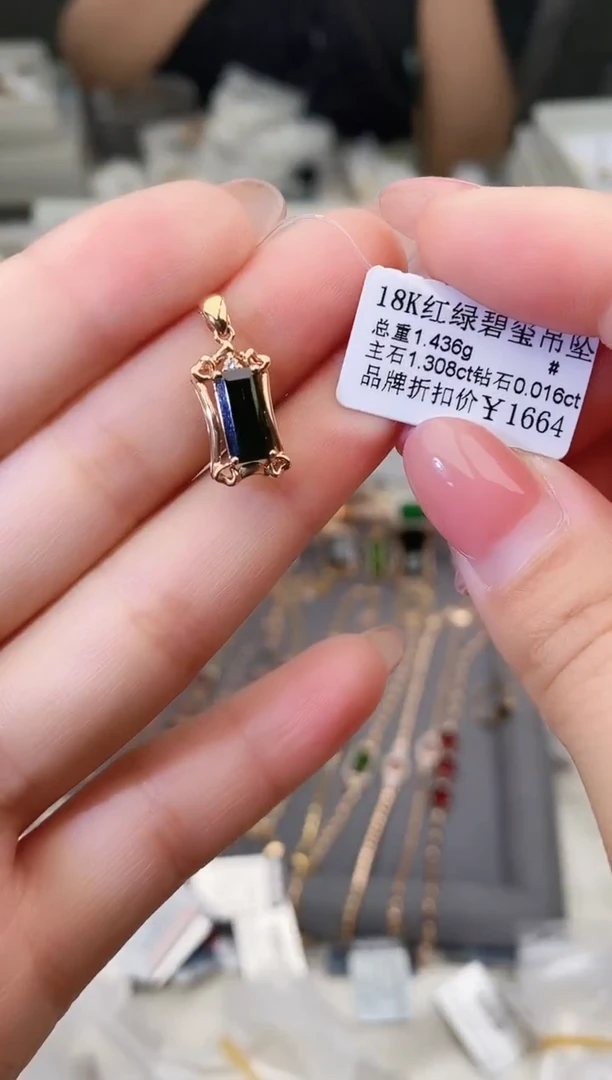 18K红绿碧玺吊坠
总重1.436g #
主石1.308ct钻石0.016ct
品牌折扣价¥1664